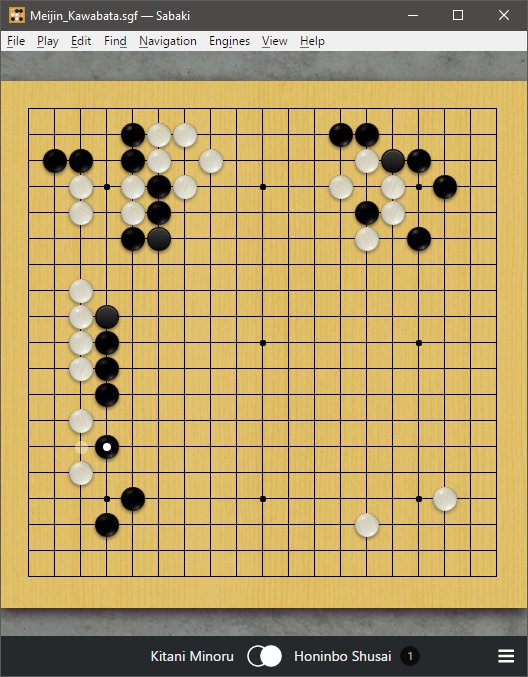 Meijin_Kawabata.sgf — Sabaki
File Play Edit Find Navigation Engines View Help
Kitani Minoru Honinbo Shusai 1